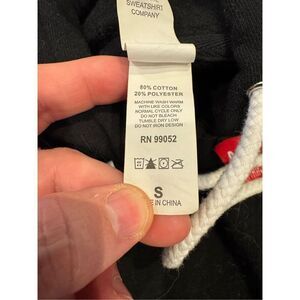 SWEATSHIRT
COMPANY
80% COTTON
20% POLYESTER
MACHINE WASH WARM
WITH LIKE COLORS
NORMAL CYCLE ONLY
DO NOT BLEACH
TUMBLE DRY LOW
DO NOT IRON DESIGN
RN 99052
S
E IN CHINA